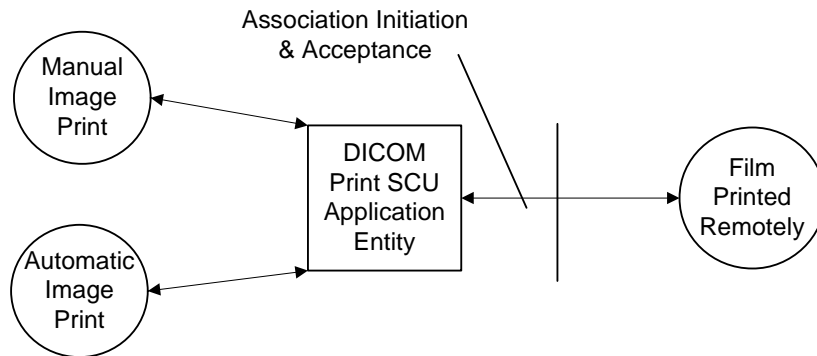 Association Initiation
& Acceptance
Manual
Image
Print
DICOM
Print SCU
Application
Entity
Film
Printed
Remotely
Automatic
Image
Print